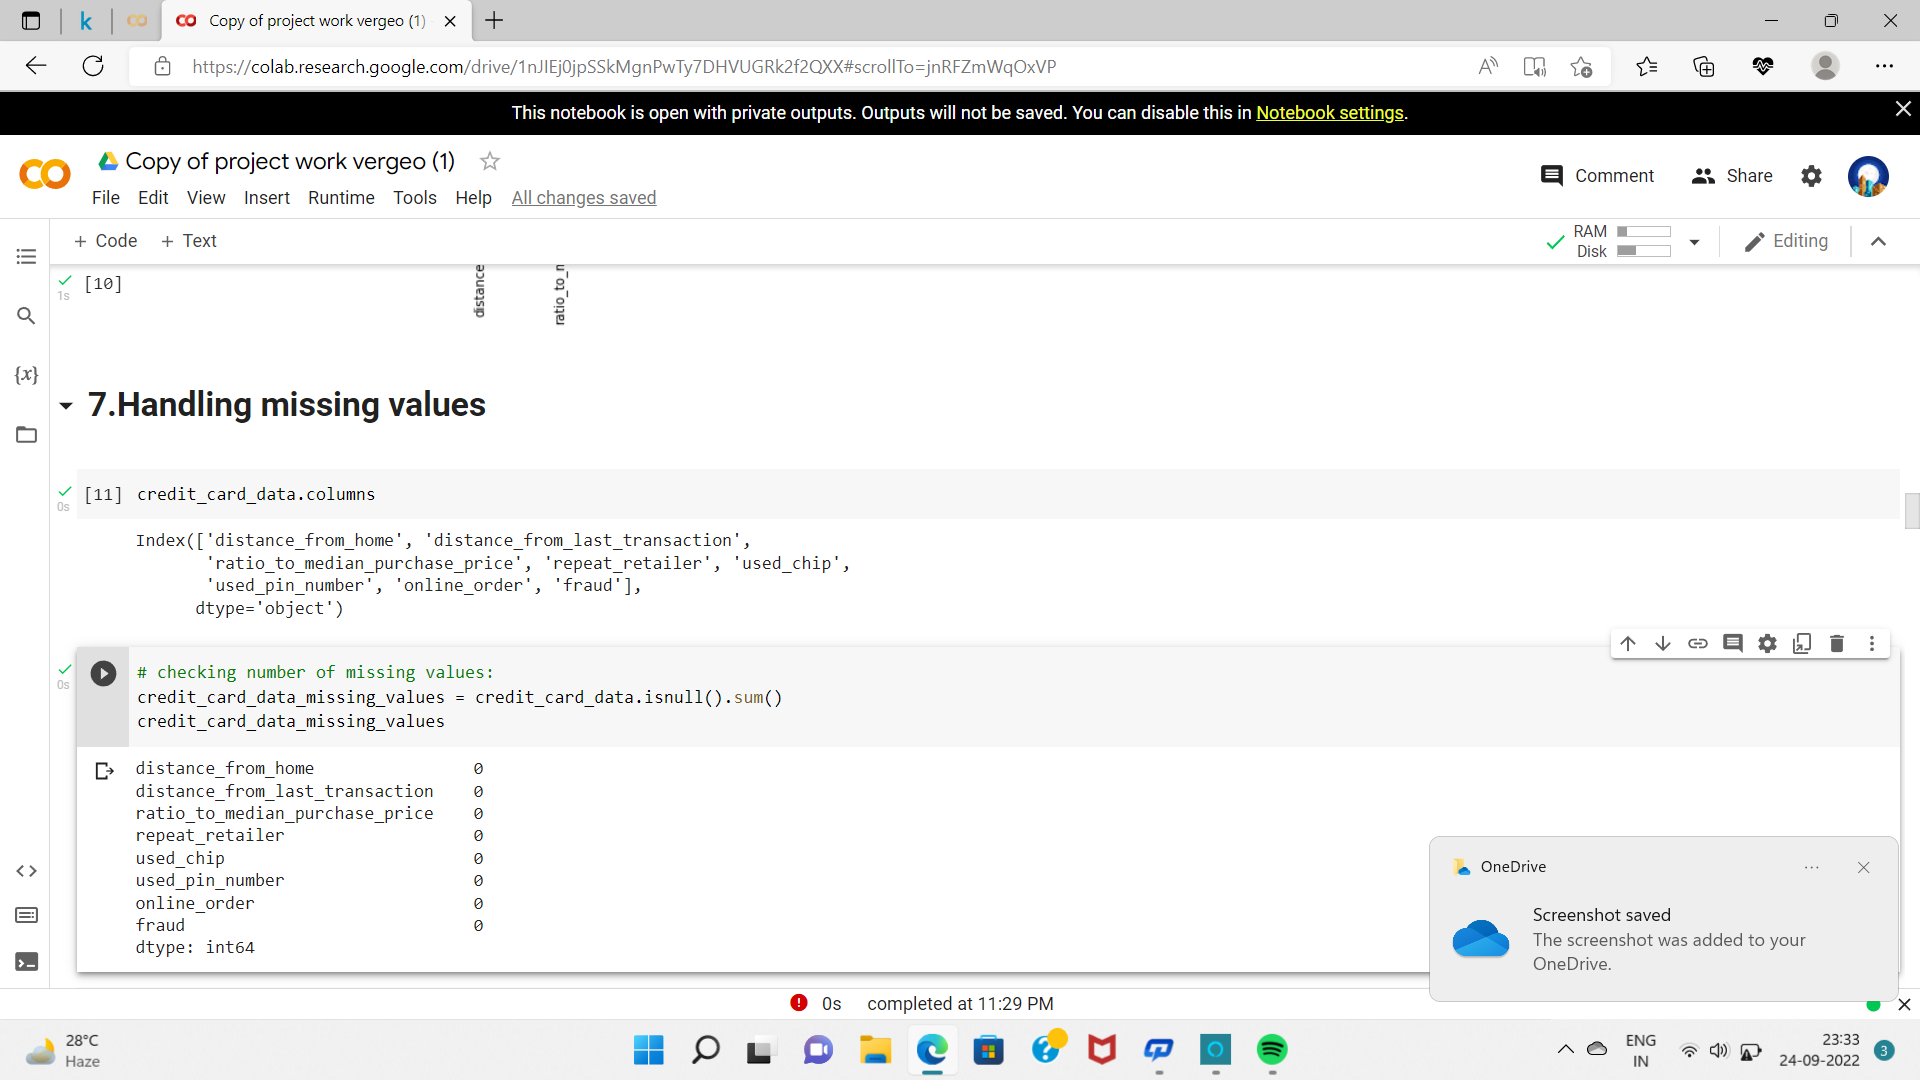 Copy of project work vergeo (1)
https://colab.research.google.com/drive/1nJIEj0jpSSkMgnPwTy7DHVUGRk2f2QXX#scrollTo=jnRFZmWqOxVP
This notebook is open with private outputs. Outputs will not be saved. You can disable this in Notebook settings.
Copy of project work vergeo (1)
Comment
Share
File Edit View Insert Runtime Tools Help All changes saved
+ Code + Text
RAM
Disk
Editing
[10]
1s
distance
ratio_to_
7.Handling missing values
[11] credit_card_data.columns
0s
Index(['distance_from_home', 'distance_from_last_transaction',
'ratio_to_median_purchase_price', 'repeat_retailer', 'used_chip',
'used_pin_number', 'online_order', 'fraud'],
dtype='object')
0s
# checking number of missing values:
credit_card_data_missing_values = credit_card_data.isnull().sum()
credit_card_data_missing_values
distance_from_home 0
distance_from_last_transaction 0
ratio_to_median_purchase_price 0
repeat_retailer 0
used_chip 0
used_pin_number 0
online_order 0
fraud 0
dtype: int64
OneDrive
Screenshot saved
The screenshot was added to your
OneDrive.
0s completed at 11:29 PM
28°C
Haze
ENG
IN
23:33
24-09-2022
3